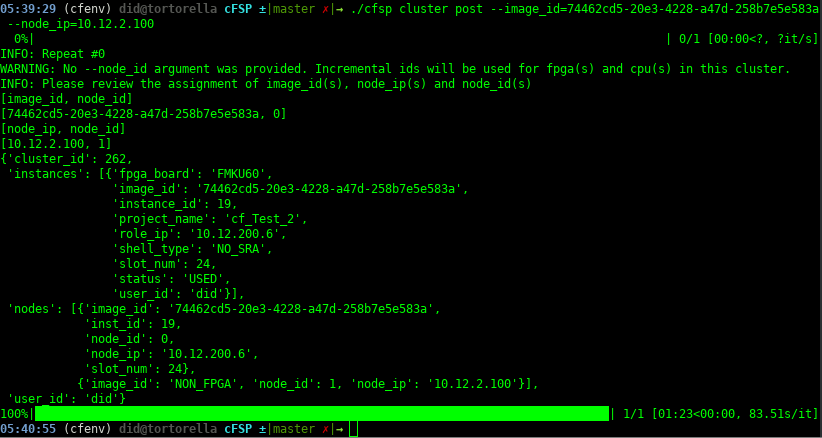 05:39:29 (cfenv) did@tortorella cFSP ±|master ✗|→ ./cfsp cluster post --image_id=74462cd5-20e3-4228-a47d-258b7e5e583a
--node_ip=10.12.2.100
0%| | 0/1 [00:00<?, ?it/s]
INFO: Repeat #0
WARNING: No --node_id argument was provided. Incremental ids will be used for fpga(s) and cpu(s) in this cluster.
INFO: Please review the assignment of image_id(s), node_ip(s) and node_id(s)
[image_id, node_id]
[74462cd5-20e3-4228-a47d-258b7e5e583a, 0]
[node_ip, node_id]
[10.12.2.100, 1]
{'cluster_id': 262,
'instances': [{'fpga_board': 'FMKU60',
'image_id': '74462cd5-20e3-4228-a47d-258b7e5e583a',
'instance_id': 19,
'project_name': 'cf_Test_2',
'role_ip': '10.12.200.6',
'shell_type': 'NO_SRA',
'slot_num': 24,
'status': 'USED',
'user_id': 'did'}],
'nodes': [{'image_id': '74462cd5-20e3-4228-a47d-258b7e5e583a',
'inst_id': 19,
'node_id': 0,
'node_ip': '10.12.200.6',
'slot_num': 24},
{'image_id': 'NON_FPGA', 'node_id': 1, 'node_ip': '10.12.2.100'}],
'user_id': 'did'}
100%| | 1/1 [01:23<00:00, 83.51s/it]
05:40:55 (cfenv) did@tortorella cFSP ±|master ✗|→